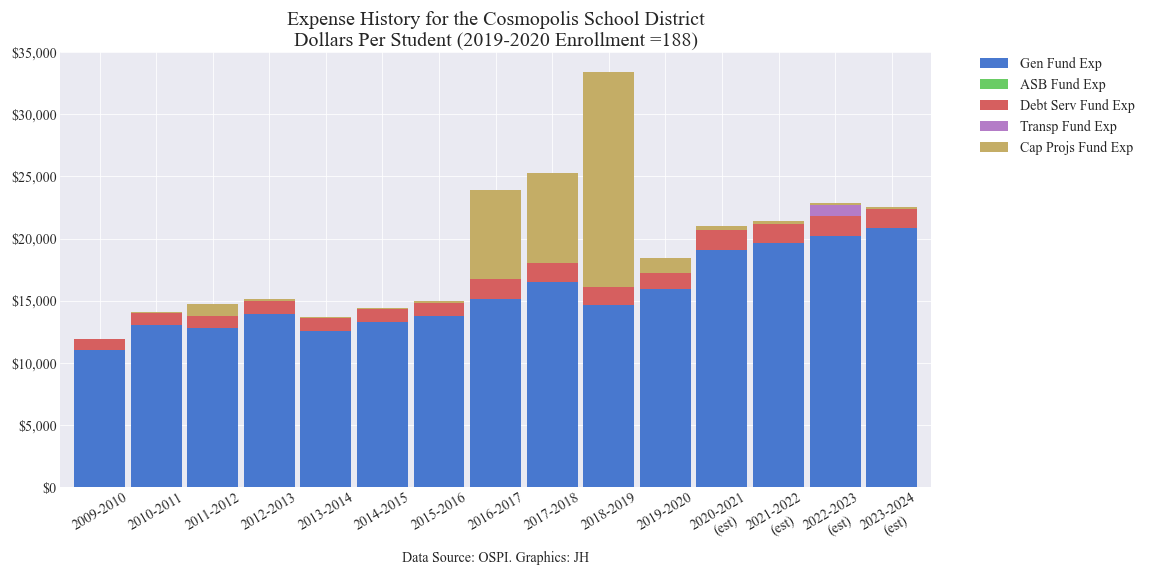 Expense History for the Cosmopolis School District
Dollars Per Student (2019-2020 Enrollment =188)
$35,000
$30,000
$25,000
$20,000
$15,000
$10,000
$5,000
$0
Gen Fund Exp
ASB Fund Exp
Debt Serv Fund Exp
Transp Fund Exp
Cap Projs Fund Exp
2009-2010
2010-2011
2011-2012
2012-2013
2013-2014
2014-2015
2015-2016
2016-2017
2017-2018
2018-2019
2019-2020
2020-2021
(est)
2021-2022
(est)
2022-2023
(est)
2023-2024
(est)
Data Source: OSPI. Graphics: JH